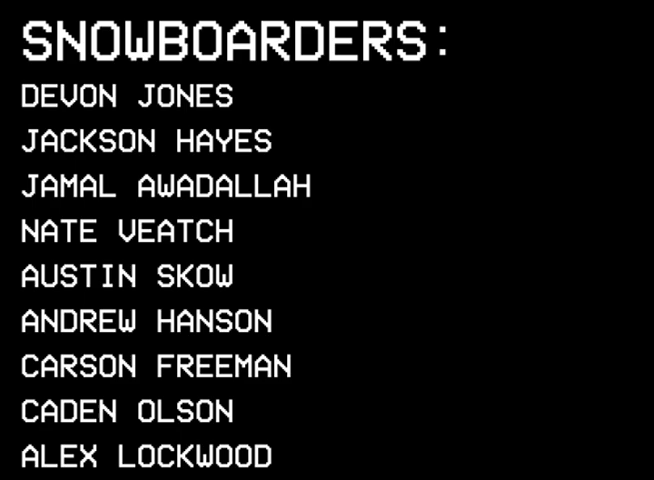 SNOWBOARDERS:
DEVON JONES
JACKSON HAYES
JAMAL AWADALLAH
NATE VEATCH
AUSTIN SKOW
ANDREW HANSON
CARSON FREEMAN
CADEN OLSON
ALEX LOCKWOOD